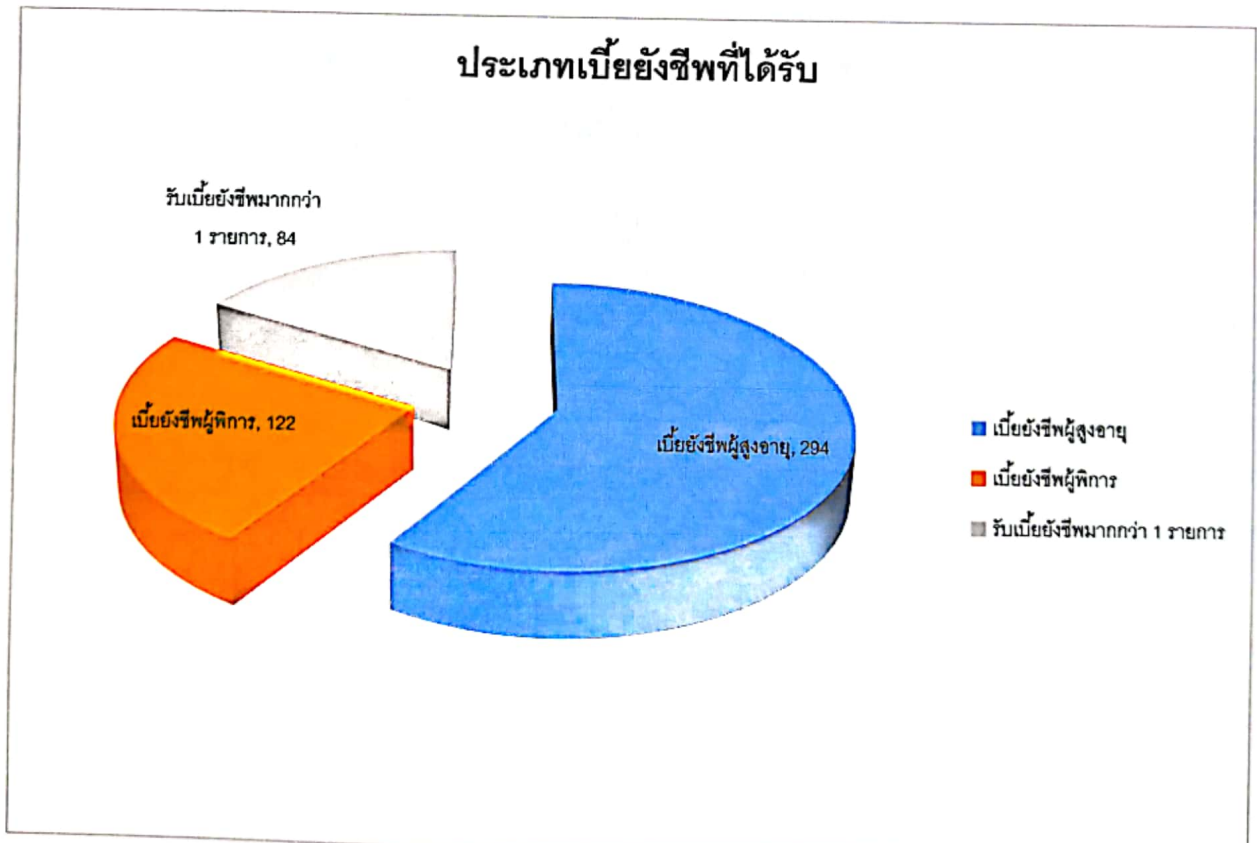 ประเภทเบี้ยยังชีพที่ได้รับ
รับเบี้ยยังชีพมากกว่า
1 รายการ, 84
เบี้ยยังชีพผู้พิการ, 122
เบี้ยยังชีพผู้สูงอายุ, 294
เบี้ยยังชีพผู้สูงอายุ
เบี้ยยังชีพผู้พิการ
รับเบี้ยยังชีพมากกว่า 1 รายการ